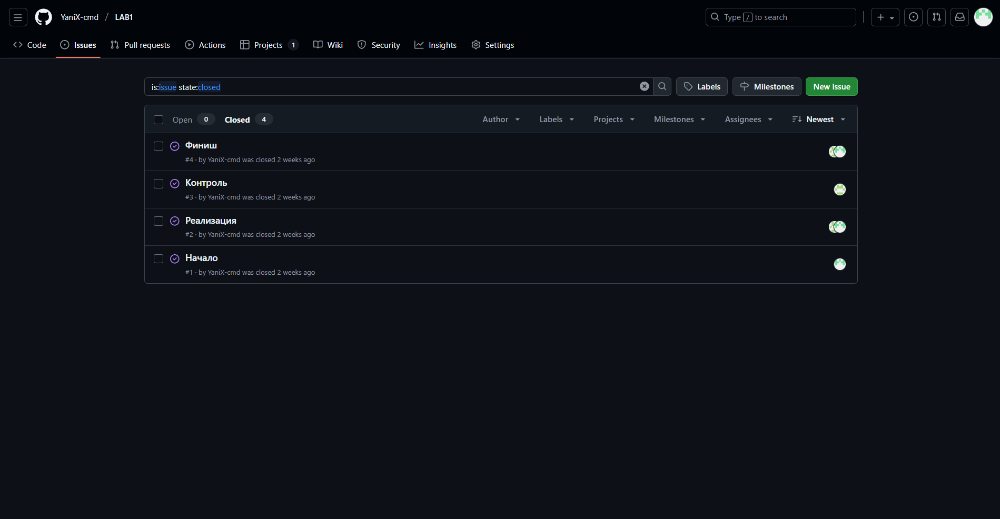 YaniX-cmd / LAB1
Type / to search
Code Issues Pull requests Actions Projects 1 Wiki Security Insights Settings
is:issue state:closed
Labels Milestones New issue
Open 0 Closed 4 Author Labels Projects Milestones Assignees Newest
Финиш
#4 · by YaniX-cmd was closed 2 weeks ago
Контроль
#3 · by YaniX-cmd was closed 2 weeks ago
Реализация
#2 · by YaniX-cmd was closed 2 weeks ago
Начало
#1 · by YaniX-cmd was closed 2 weeks ago